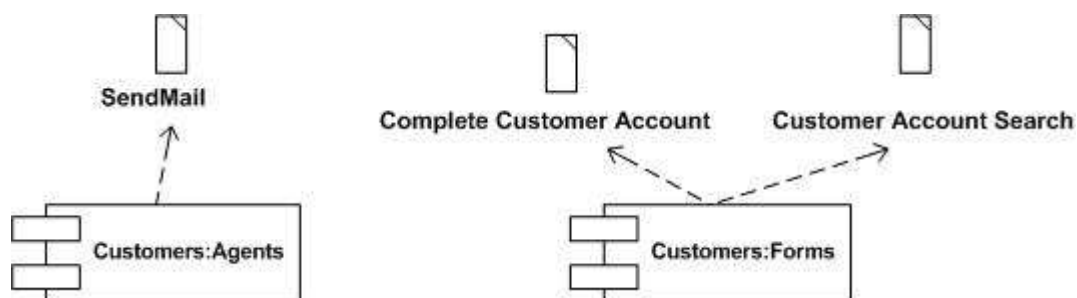 SendMail
Complete Customer Account
Customer Account Search
Customers:Agents
Customers:Forms